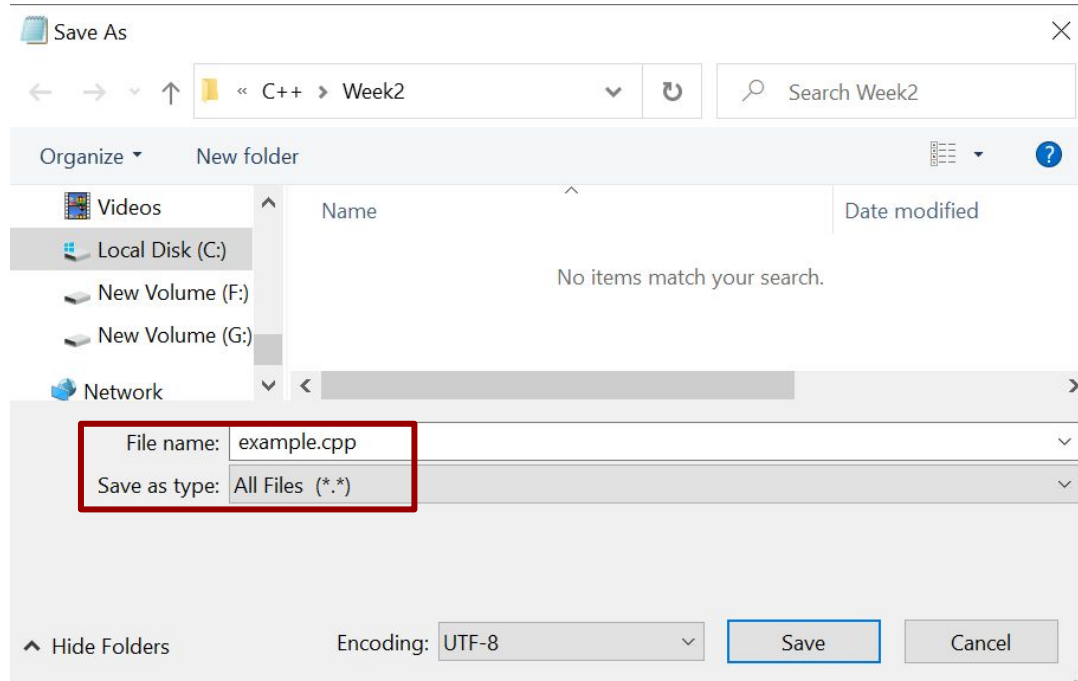 Save As
« C++ > Week2
Search Week2
Organize
New folder
?
Videos
Name
Date modified
Local Disk (C:)
No items match your search.
New Volume (F:)
New Volume (G:)
Network
File name: example.cpp
Save as type: All Files (*.*)
Hide Folders
Encoding: UTF-8
Save
Cancel